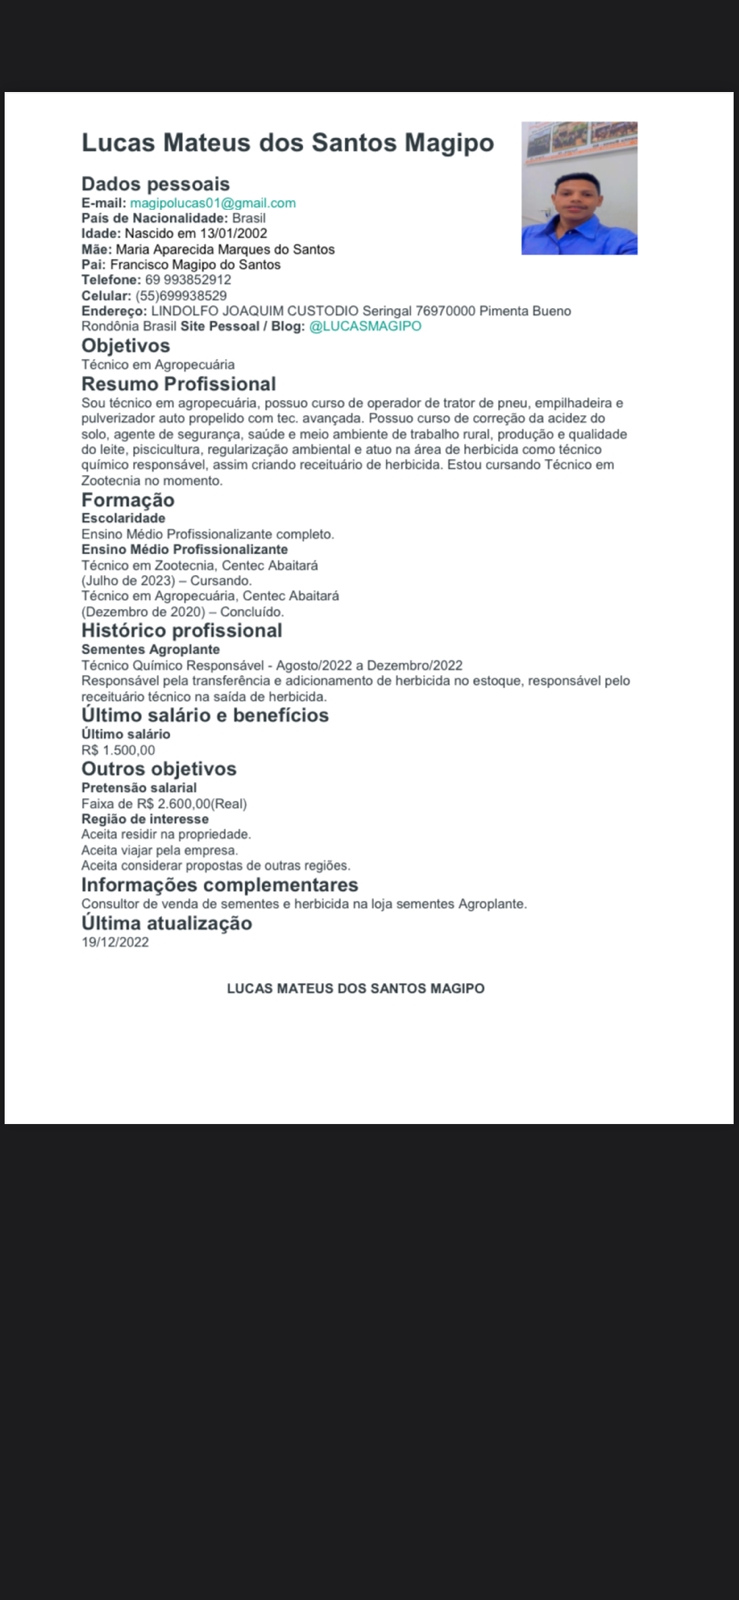 Lucas Mateus dos Santos Magipo
Dados pessoais
E-mail: magipolucas01@gmail.com
País de Nacionalidade: Brasil
Idade: Nascido em 13/01/2002
Mãe: Maria Aparecida Marques do Santos
Pai: Francisco Magipo do Santos
Telefone: 69 993852912
Celular: (55)699938529
Endereço: LINDOLFO JOAQUIM CUSTODIO Seringal 76970000 Pimenta Bueno
Rondônia Brasil Site Pessoal / Blog: @LUCASMAGIPO
Objetivos
Técnico em Agropecuária
Resumo Profissional
Sou técnico em agropecuária, possuo curso de operador de trator de pneu, empilhadeira e
pulverizador auto propelido com tec. avançada. Possuo curso de correção da acidez do
solo, agente de segurança, saúde e meio ambiente de trabalho rural, produção e qualidade
do leite, piscicultura, regularização ambiental e atuo na área de herbicida como técnico
químico responsável, assim criando receituário de herbicida. Estou cursando Técnico em
Zootecnia no momento.
Formação
Escolaridade
Ensino Médio Profissionalizante completo.
Ensino Médio Profissionalizante
Técnico em Zootecnia, Centec Abaitará
(Julho de 2023) – Cursando.
Técnico em Agropecuária, Centec Abaitará
(Dezembro de 2020) – Concluído.
Histórico profissional
Sementes Agroplante
Técnico Químico Responsável - Agosto/2022 a Dezembro/2022
Responsável pela transferência e adicionamento de herbicida no estoque, responsável pelo
receituário técnico na saída de herbicida.
Último salário e benefícios
Último salário
R$ 1.500,00
Outros objetivos
Pretensão salarial
Faixa de R$ 2.600,00(Real)
Região de interesse
Aceita residir na propriedade.
Aceita viajar pela empresa.
Aceita considerar propostas de outras regiões.
Informações complementares
Consultor de venda de sementes e herbicida na loja sementes Agroplante.
Última atualização
19/12/2022
LUCAS MATEUS DOS SANTOS MAGIPO